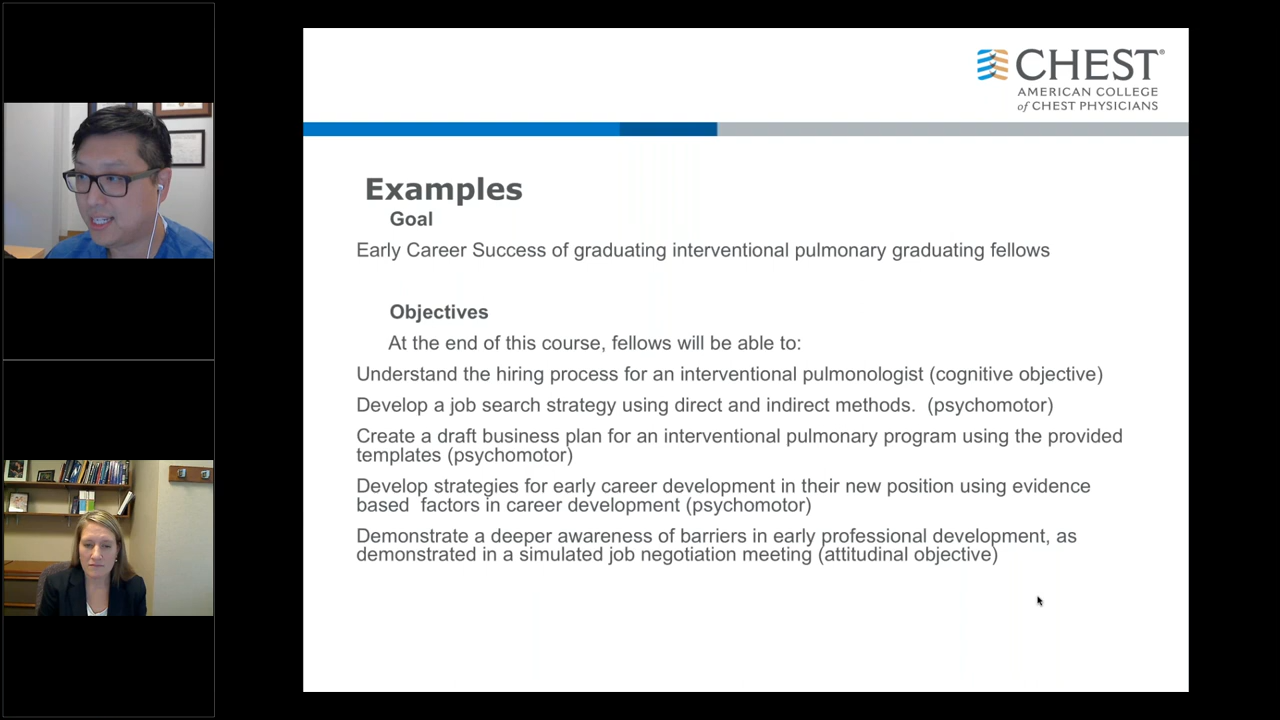 CHEST®
AMERICAN COLLEGE
of CHEST PHYSICIANS
Examples
Goal
Early Career Success of graduating interventional pulmonary graduating fellows
Objectives
At the end of this course, fellows will be able to:
Understand the hiring process for an interventional pulmonologist (cognitive objective)
Develop a job search strategy using direct and indirect methods.  (psychomotor)
Create a draft business plan for an interventional pulmonary program using the provided
templates (psychomotor)
Develop strategies for early career development in their new position using evidence
based  factors in career development (psychomotor)
Demonstrate a deeper awareness of barriers in early professional development, as
demonstrated in a simulated job negotiation meeting (attitudinal objective)